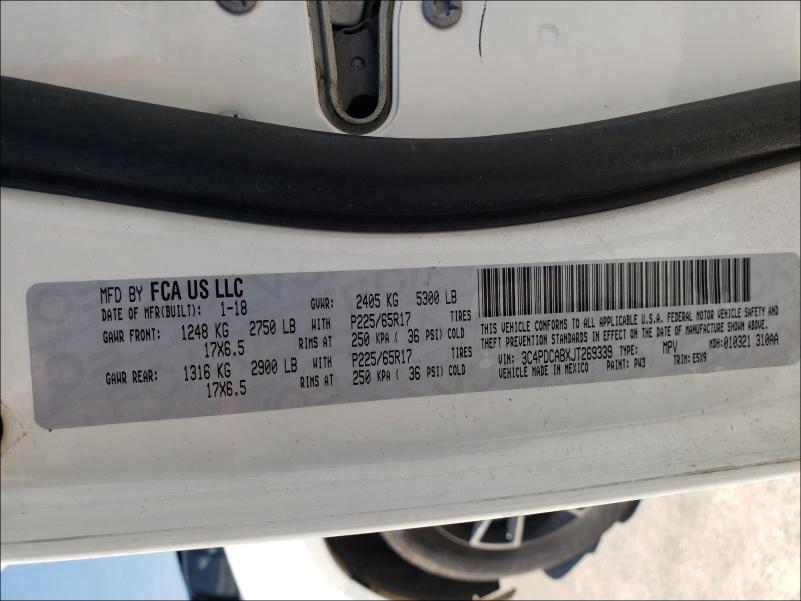 MFD BY FCA US LLC
DATE OF MFR(BUILT): 1-18 GVWR: 2405 KG 5300 LB
GAWR FRONT: 1248 KG 2750 LB WITH P225/65R17 TIRES
17X6.5 RIMS AT 250 KPA ( 36 PSI) COLD
GAWR REAR: 1316 KG 2900 LB WITH P225/65R17 TIRES
17X6.5 RIMS AT 250 KPA ( 36 PSI) COLD
THIS VEHICLE CONFORMS TO ALL APPLICABLE U.S.A. FEDERAL MOTOR VEHICLE SAFETY AND
THEFT PREVENTION STANDARDS IN EFFECT ON THE DATE OF MANUFACTURE SHOWN ABOVE.
VIN: 3C4PDCABXJT269339 TYPE: MPV MDH:010321 310AA
VEHICLE MADE IN MEXICO PAINT: PW3 TRIM: E5X9